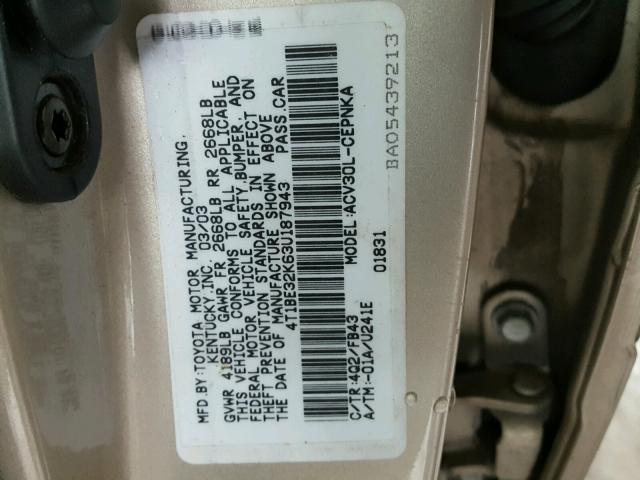 MFD.BY:TOYOTA MOTOR MANUFACTURING,
KENTUCKY INC. 03/03
GVWR 4189LB GAWR FR 2668LB RR 2668LB
THIS VEHICLE CONFORMS TO ALL APPLICABLE
FEDERAL MOTOR VEHICLE SAFETY,BUMPER, AND
THEFT PREVENTION STANDARDS IN EFFECT ON
THE DATE OF MANUFACTURE SHOWN ABOVE
4T1BE32K63U187943 PASS.CAR
MODEL:ACV30L-CEPNKA
01831
C/TR:4Q2/FB43
A/TM:-01A/U241E
BA05439213